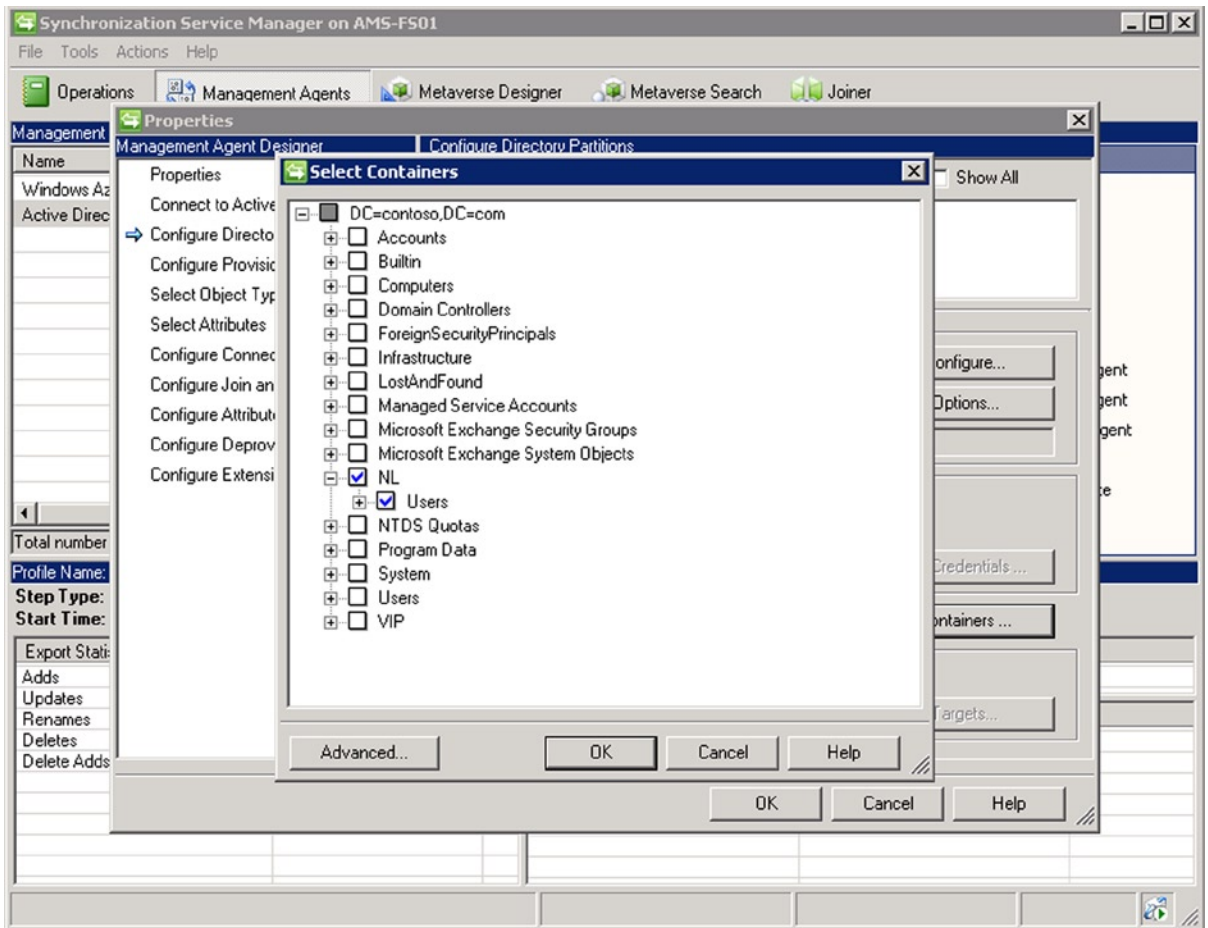 Synchronization Service Manager on AMS-FS01
File Tools Actions Help
Operations Management Agents Metaverse Designer Metaverse Search Joiner
Management
Name
Windows Az
Active Direc
Total number
Profile Name:
Step Type:
Start Time:
Export Stati
Adds
Updates
Renames
Deletes
Delete Adds
Properties
Management Agent Designer
Configure Directory Partitions
Properties
Connect to Active
Configure Directo
Configure Provisio
Select Object Typ
Select Attributes
Configure Connec
Configure Join an
Configure Attribut
Configure Deprov
Configure Extensi
Show All
onfigure...
Options...
Credentials ...
ontainers ...
Targets...
OK Cancel Help
Select Containers
DC=contoso,DC=com
Accounts
Builtin
Computers
Domain Controllers
ForeignSecurityPrincipals
Infrastructure
LostAndFound
Managed Service Accounts
Microsoft Exchange Security Groups
Microsoft Exchange System Objects
NL
Users
NTDS Quotas
Program Data
System
Users
VIP
Advanced... OK Cancel Help
gent
gent
gent
e